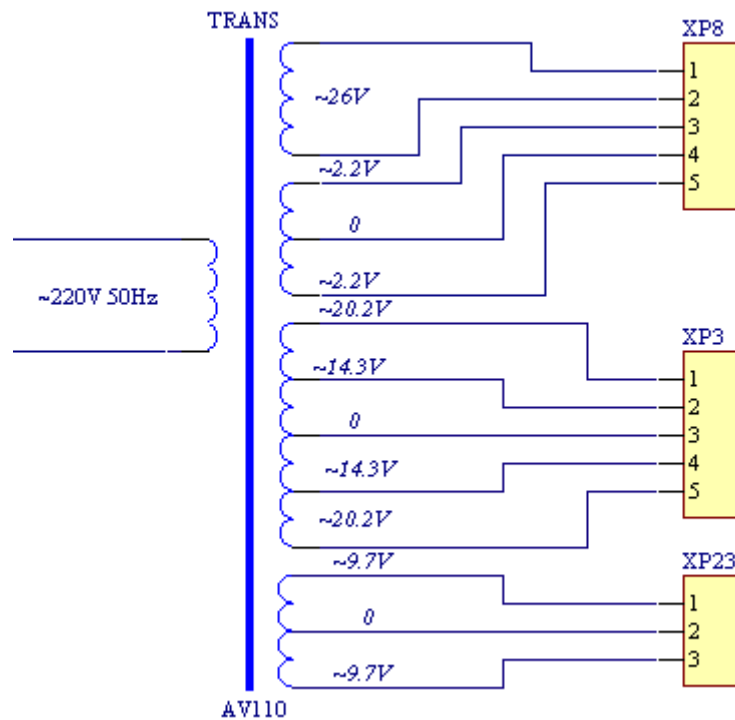 TRANS
XP8
1
~26V
2
3
~2.2V
4
5
0
~220V 50Hz
~2.2V
~20.2V
XP3
~14.3V
1
2
0
3
~14.3V
4
5
~20.2V
~9.7V
XP23
1
0
2
3
~9.7V
AV110